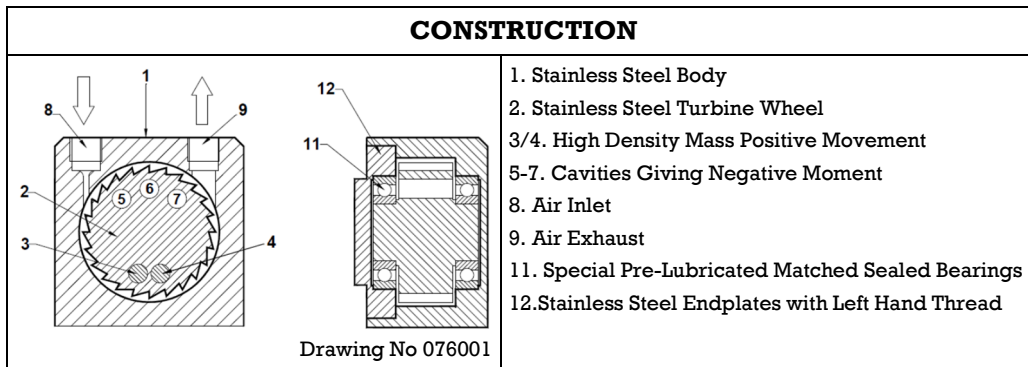 CONSTRUCTION
1
8
9
2
5
6
7
3
4
12
11
Drawing No 076001
1. Stainless Steel Body
2. Stainless Steel Turbine Wheel
3/4. High Density Mass Positive Movement
5-7. Cavities Giving Negative Moment
8. Air Inlet
9. Air Exhaust
11. Special Pre-Lubricated Matched Sealed Bearings
12.Stainless Steel Endplates with Left Hand Thread